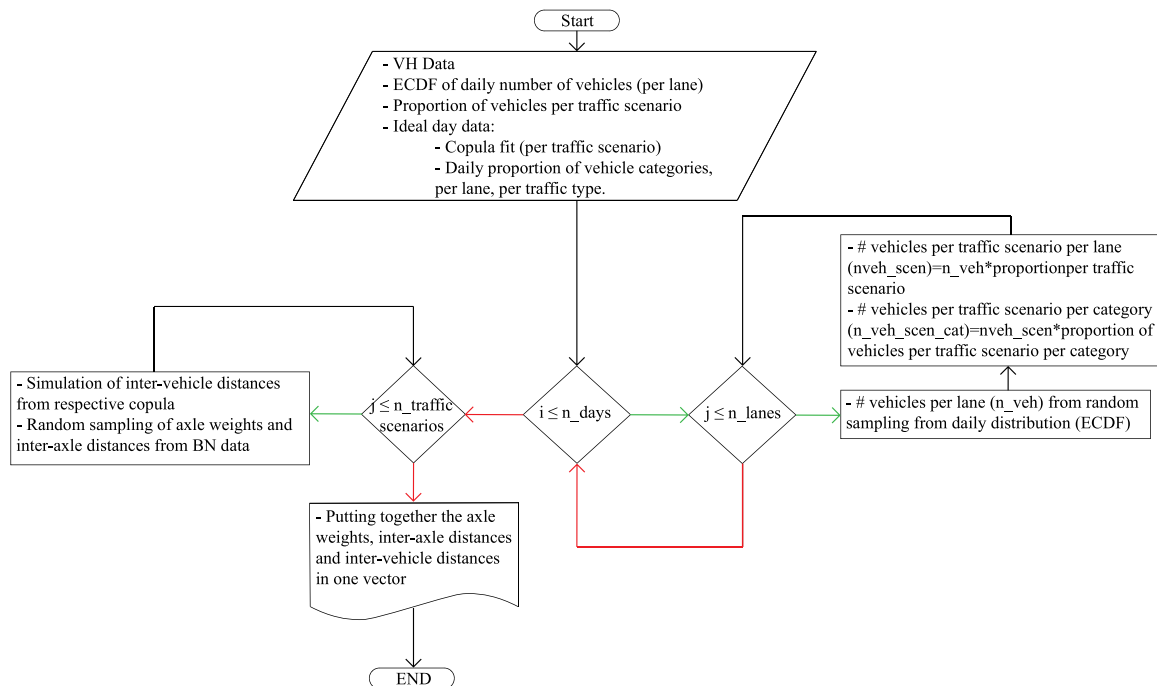 Start
- VH Data
- ECDF of daily number of vehicles (per lane)
- Proportion of vehicles per traffic scenario
- Ideal day data:
- Copula fit (per traffic scenario)
- Daily proportion of vehicle categories,
per lane, per traffic type.
- # vehicles per traffic scenario per lane
(nveh_scen)=n_veh*proportionper traffic
scenario
- # vehicles per traffic scenario per category
(n_veh_scen_cat)=nveh_scen*proportion of
vehicles per traffic scenario per category
- Simulation of inter-vehicle distances
from respective copula
- Random sampling of axle weights and
inter-axle distances from BN data
j ≤ n_traffic
scenarios
i ≤ n_days
j ≤ n_lanes
- # vehicles per lane (n_veh) from random
sampling from daily distribution (ECDF)
- Putting together the axle
weights, inter-axle distances
and inter-vehicle distances
in one vector
END